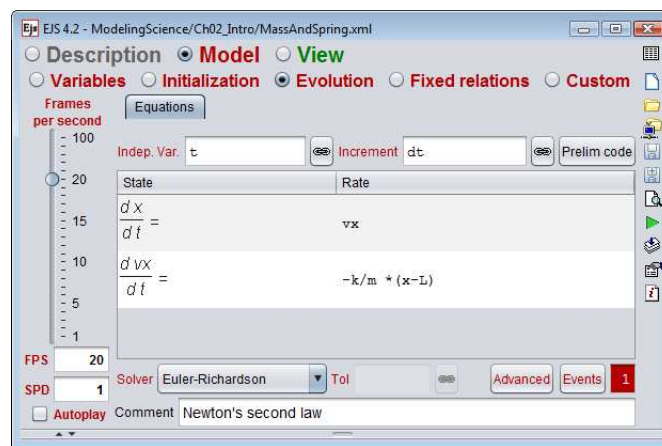 EJS 4.2 - ModelingScience/Ch02_Intro/MassAndSpring.xml
Description Model View
Variables Initialization Evolution Fixed relations Custom
Frames per second
Equations
100
20
15
10
5
1
Indep. Var. t Increment dt Prelim code
State Rate
d x
d t = vx
d vx
d t = -k/m *(x-L)
FPS 20
SPD 1
Autoplay
Solver Euler-Richardson Tol Advanced Events 1
Comment Newton's second law